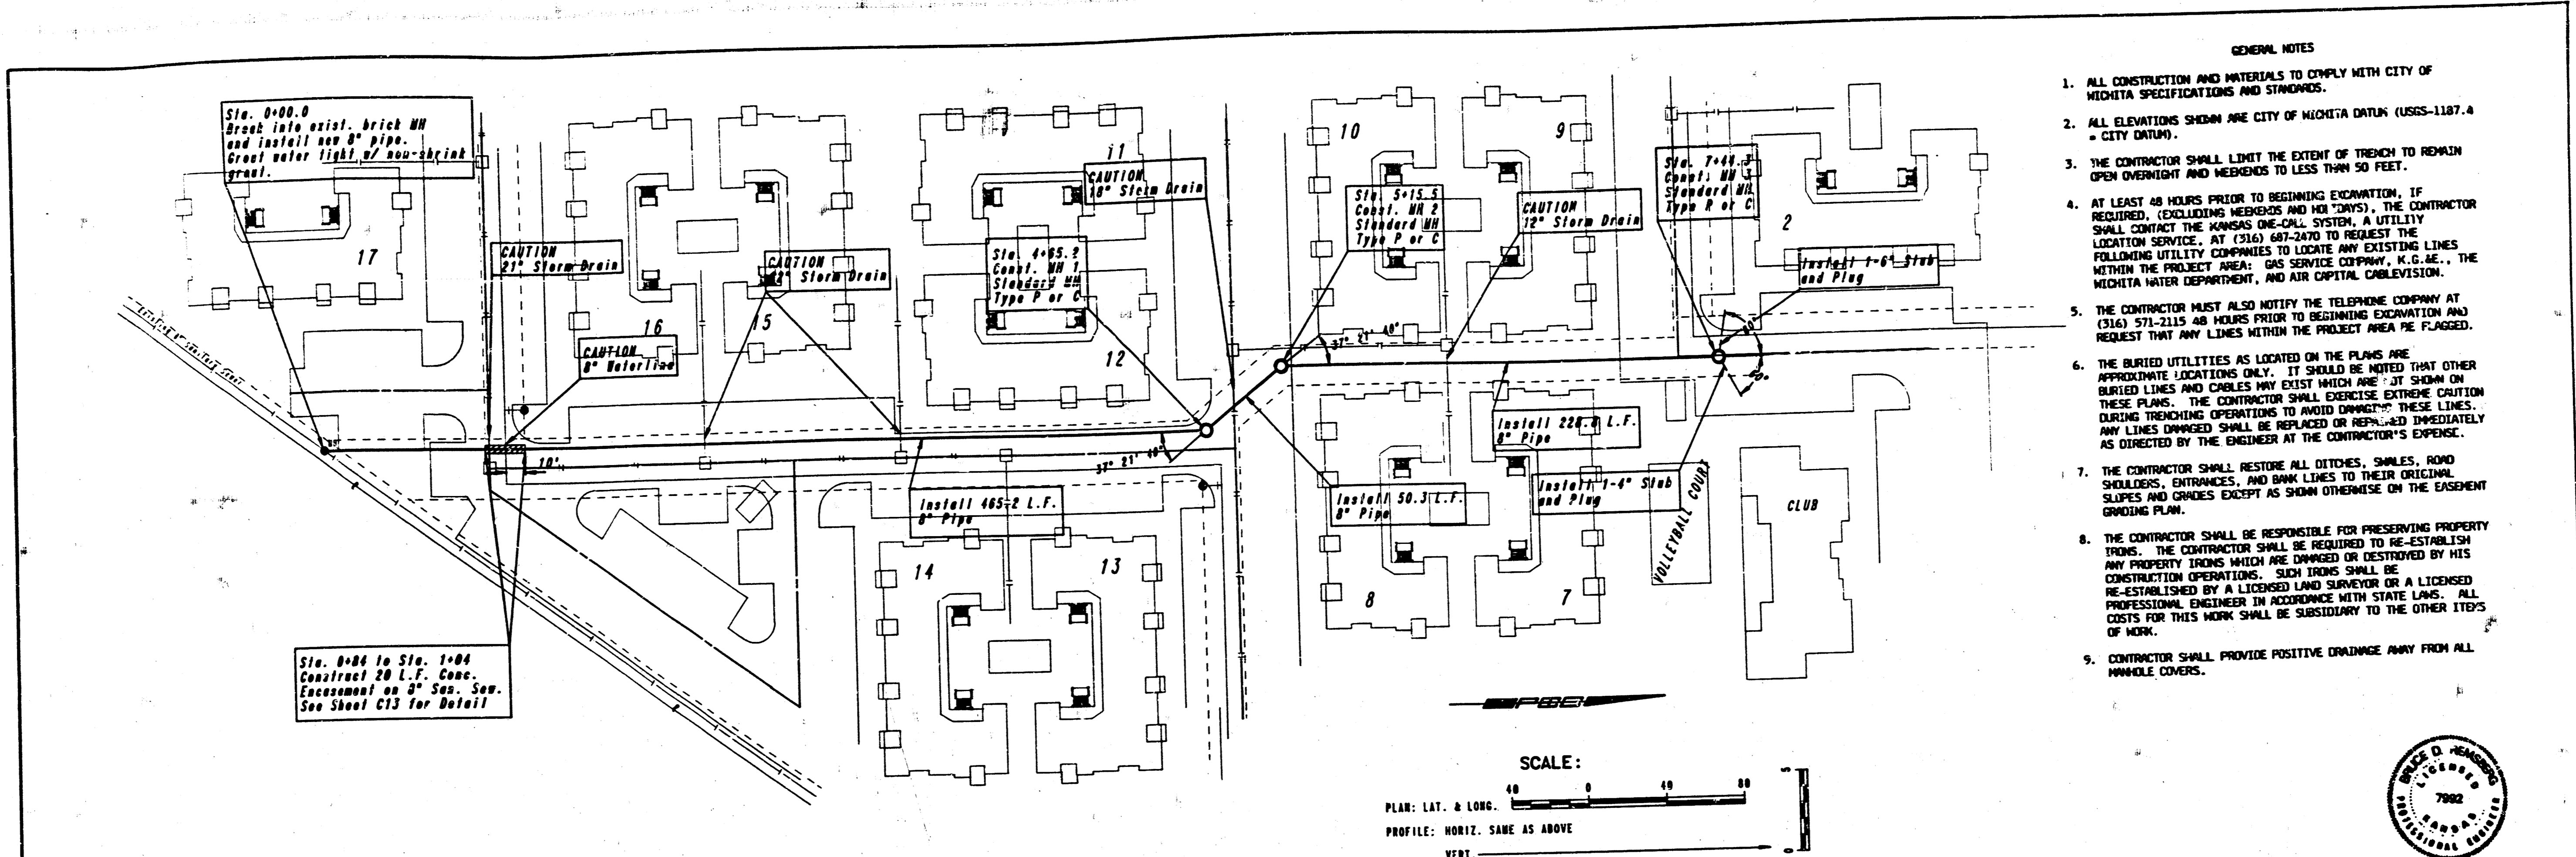 GENERAL NOTES
1. ALL CONSTRUCTION AND MATERIALS TO COMPLY WITH CITY OF
WICHITA SPECIFICATIONS AND STANDARDS.
2. ALL ELEVATIONS SHOWN ARE CITY OF WICHITA DATUM (USGS-1187.4
= CITY DATUM).
3. THE CONTRACTOR SHALL LIMIT THE EXTENT OF TRENCH TO REMAIN
OPEN OVERNIGHT AND WEEKENDS TO LESS THAN 50 FEET.
4. AT LEAST 48 HOURS PRIOR TO BEGINNING EXCAVATION, IF
REQUIRED, (EXCLUDING WEEKENDS AND HOLIDAYS), THE CONTRACTOR
SHALL CONTACT THE KANSAS ONE-CALL SYSTEM, A UTILITY
LOCATION SERVICE, AT (316) 687-2470 TO REQUEST THE
FOLLOWING UTILITY COMPANIES TO LOCATE ANY EXISTING LINES
WITHIN THE PROJECT AREA: GAS SERVICE COMPANY, K.G.&E., THE
WICHITA WATER DEPARTMENT, AND AIR CAPITAL CABLEVISION.
5. THE CONTRACTOR MUST ALSO NOTIFY THE TELEPHONE COMPANY AT
(316) 571-2115 48 HOURS PRIOR TO BEGINNING EXCAVATION AND
REQUEST THAT ANY LINES WITHIN THE PROJECT AREA BE FLAGGED.
6. THE BURIED UTILITIES AS LOCATED ON THE PLANS ARE
APPROXIMATE LOCATIONS ONLY. IT SHOULD BE NOTED THAT OTHER
BURIED LINES AND CABLES MAY EXIST WHICH ARE NOT SHOWN ON
THESE PLANS. THE CONTRACTOR SHALL EXERCISE EXTREME CAUTION
DURING TRENCHING OPERATIONS TO AVOID DAMAGING THESE LINES.
ANY LINES DAMAGED SHALL BE REPLACED OR REPAIRED IMMEDIATELY
AS DIRECTED BY THE ENGINEER AT THE CONTRACTOR'S EXPENSE.
7. THE CONTRACTOR SHALL RESTORE ALL DITCHES, SWALES, ROAD
SHOULDERS, ENTRANCES, AND BANK LINES TO THEIR ORIGINAL
SLOPES AND GRADES EXCEPT AS SHOWN OTHERWISE ON THE EASEMENT
GRADING PLAN.
8. THE CONTRACTOR SHALL BE RESPONSIBLE FOR PRESERVING PROPERTY
IRONS. THE CONTRACTOR SHALL BE REQUIRED TO RE-ESTABLISH
ANY PROPERTY IRONS WHICH ARE DAMAGED OR DESTROYED BY HIS
CONSTRUCTION OPERATIONS. SUCH IRONS SHALL BE
RE-ESTABLISHED BY A LICENSED LAND SURVEYOR OR A LICENSED
PROFESSIONAL ENGINEER IN ACCORDANCE WITH STATE LAWS. ALL
COSTS FOR THIS WORK SHALL BE SUBSIDIARY TO THE OTHER ITEMS
OF WORK.
9. CONTRACTOR SHALL PROVIDE POSITIVE DRAINAGE AWAY FROM ALL
MANHOLE COVERS.
Sta. 0+00.0
Break into exist. brick MH
and install new 8" pipe.
Grout water tight w/ non-shrink
grout.
17
CAUTION
21" Storm Drain
CAUTION
Storm Drain
16
15
CAUTION
8" Waterline
11
CAUTION
18" Storm Drain
Sta. 4+65.2
Const. MH 1
Standard MH
Type P or C
12
10
9
Sta. 5+15.5
Const. MH 2
Standard MH
Type P or C
CAUTION
12" Storm Drain
Sta. 7+44.3
Const. MH 3
Standard MH
Type P or C
2
Install 1-6" Stub
and Plug
37° 21' 40"
37° 21' 40"
10'
Install 465.2 L.F.
8" Pipe
Install 50.3 L.F.
8" Pipe
Install 228.8 L.F.
8" Pipe
Install 1-4" Stub
and Plug
VOLLEYBALL COURT
CLUB
14
13
8
7
Sta. 0+84 to Sta. 1+04
Construct 20 L.F. Conc.
Encasement on 8" San. Sew.
See Sheet C13 for Detail
SCALE:
40 0 40 80
PLAN: LAT. & LONG.
PROFILE: HORIZ. SAME AS ABOVE
VERT.
5
0
BRUCE D. REMSBERG
LICENSED
7992
KANSAS
PROFESSIONAL ENGINEER